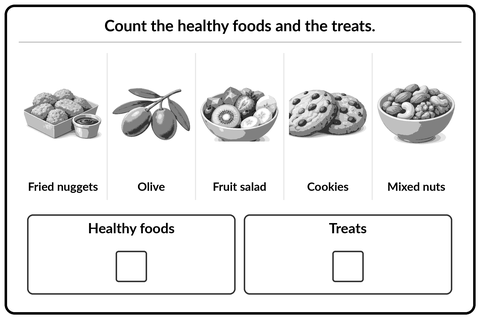 Count the healthy foods and the treats.
Fried nuggets
Olive
Fruit salad
Cookies
Mixed nuts
Healthy foods
Treats